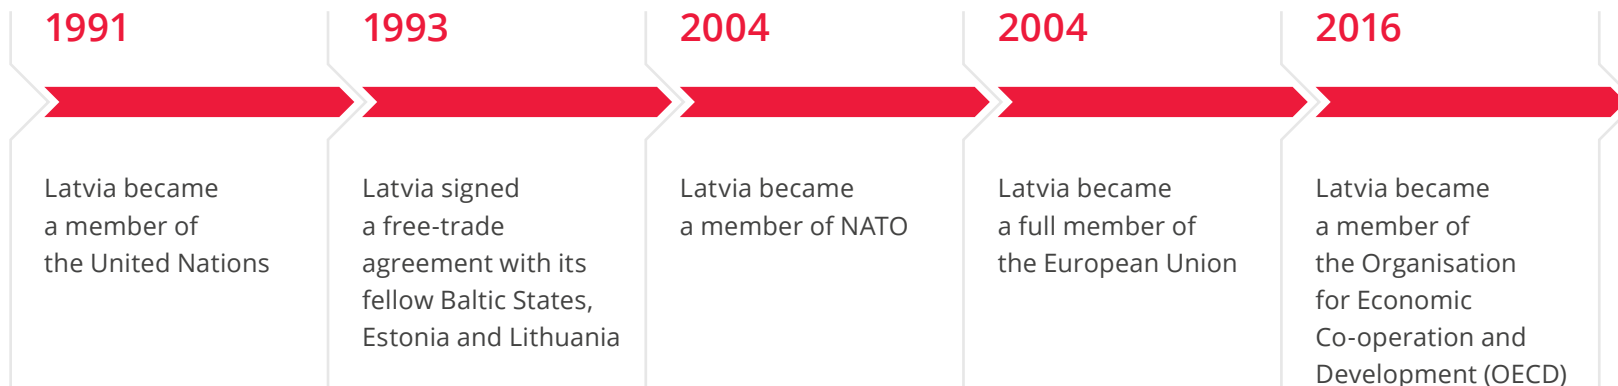 1991
Latvia became
a member of
the United Nations
1993
Latvia signed
a free-trade
agreement with its
fellow Baltic States,
Estonia and Lithuania
2004
Latvia became
a member of NATO
2004
Latvia became
a full member of
the European Union
2016
Latvia became
a member of
the Organisation
for Economic
Co-operation and
Development (OECD)